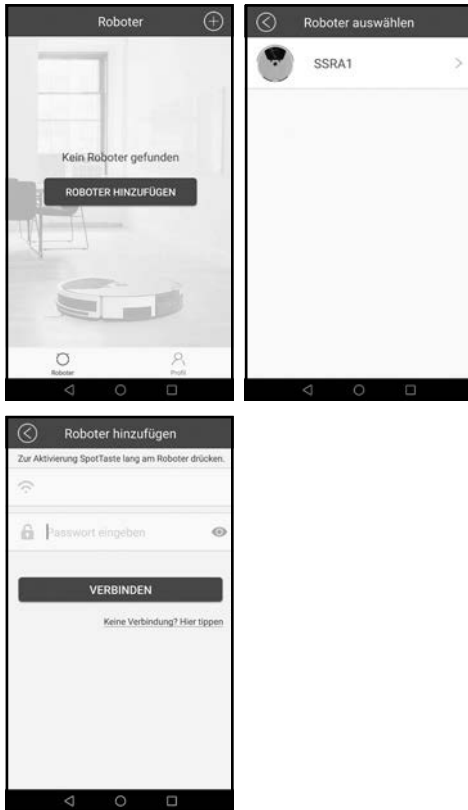 Roboter
Kein Roboter gefunden
ROBOTER HINZUFÜGEN
Roboter
Profil
Roboter auswählen
SSRA1
Roboter hinzufügen
Zur Aktivierung SpotTaste lang am Roboter drücken.
Passwort eingeben
VERBINDEN
Keine Verbindung? Hier tippen